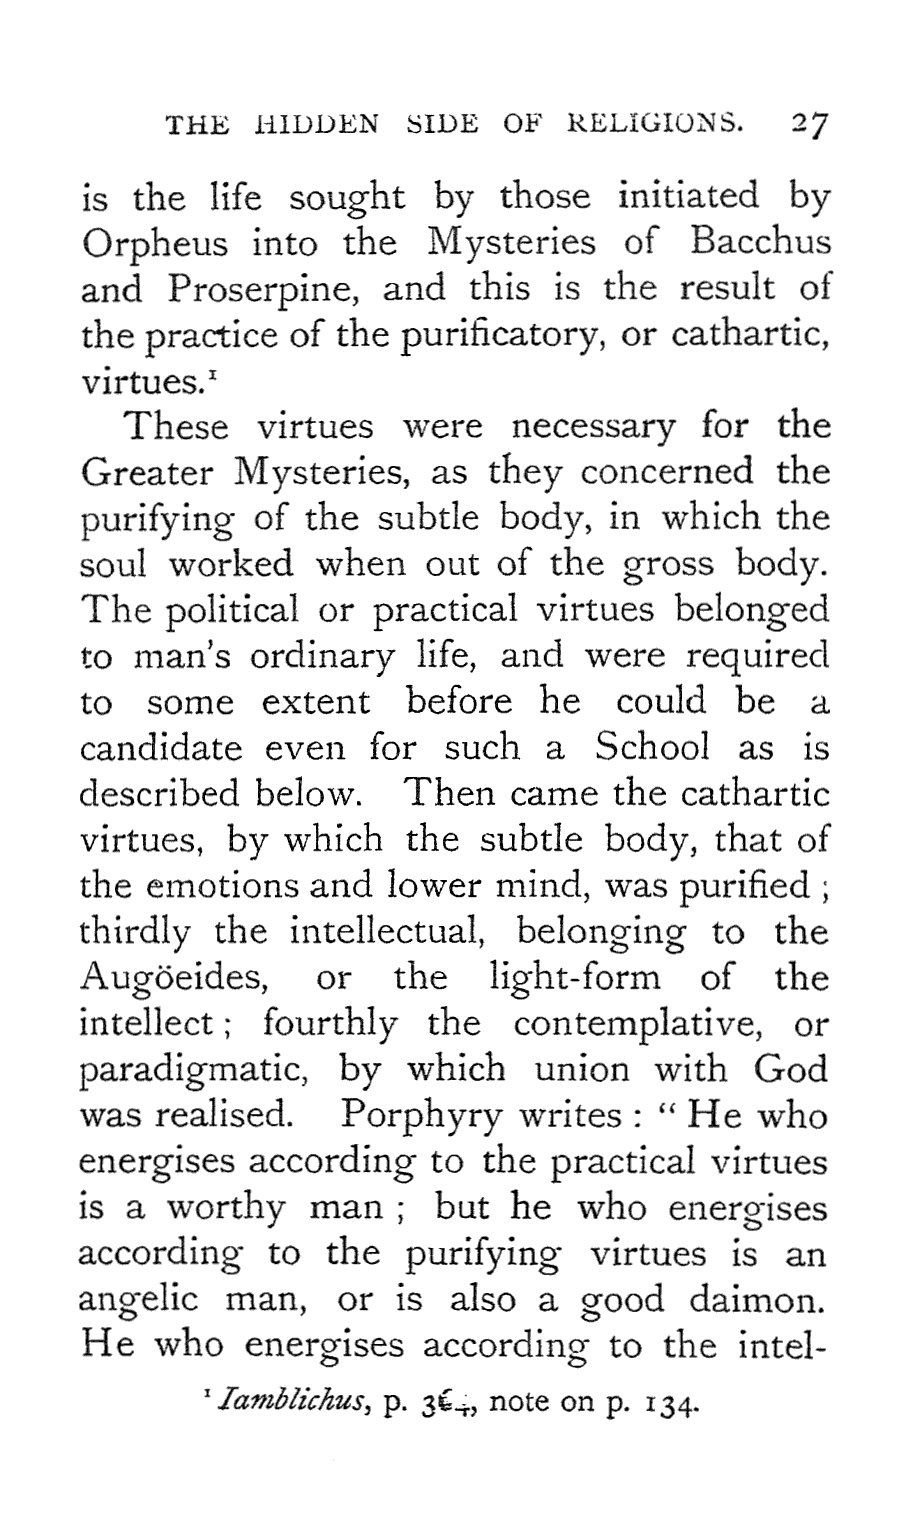 THE HIDDEN SIDE OF RELIGIONS. 27
is the life sought by those initiated by
Orpheus into the Mysteries of Bacchus
and Proserpine, and this is the result of
the practice of the purificatory, or cathartic,
virtues.¹
These virtues were necessary for the
Greater Mysteries, as they concerned the
purifying of the subtle body, in which the
soul worked when out of the gross body.
The political or practical virtues belonged
to man's ordinary life, and were required
to some extent before he could be a
candidate even for such a School as is
described below. Then came the cathartic
virtues, by which the subtle body, that of
the emotions and lower mind, was purified ;
thirdly the intellectual, belonging to the
Augöeides, or the light-form of the
intellect ; fourthly the contemplative, or
paradigmatic, by which union with God
was realised. Porphyry writes : “ He who
energises according to the practical virtues
is a worthy man ; but he who energises
according to the purifying virtues is an
angelic man, or is also a good daimon.
He who energises according to the intel-
¹ Iamblichus, p. note on p. 134.